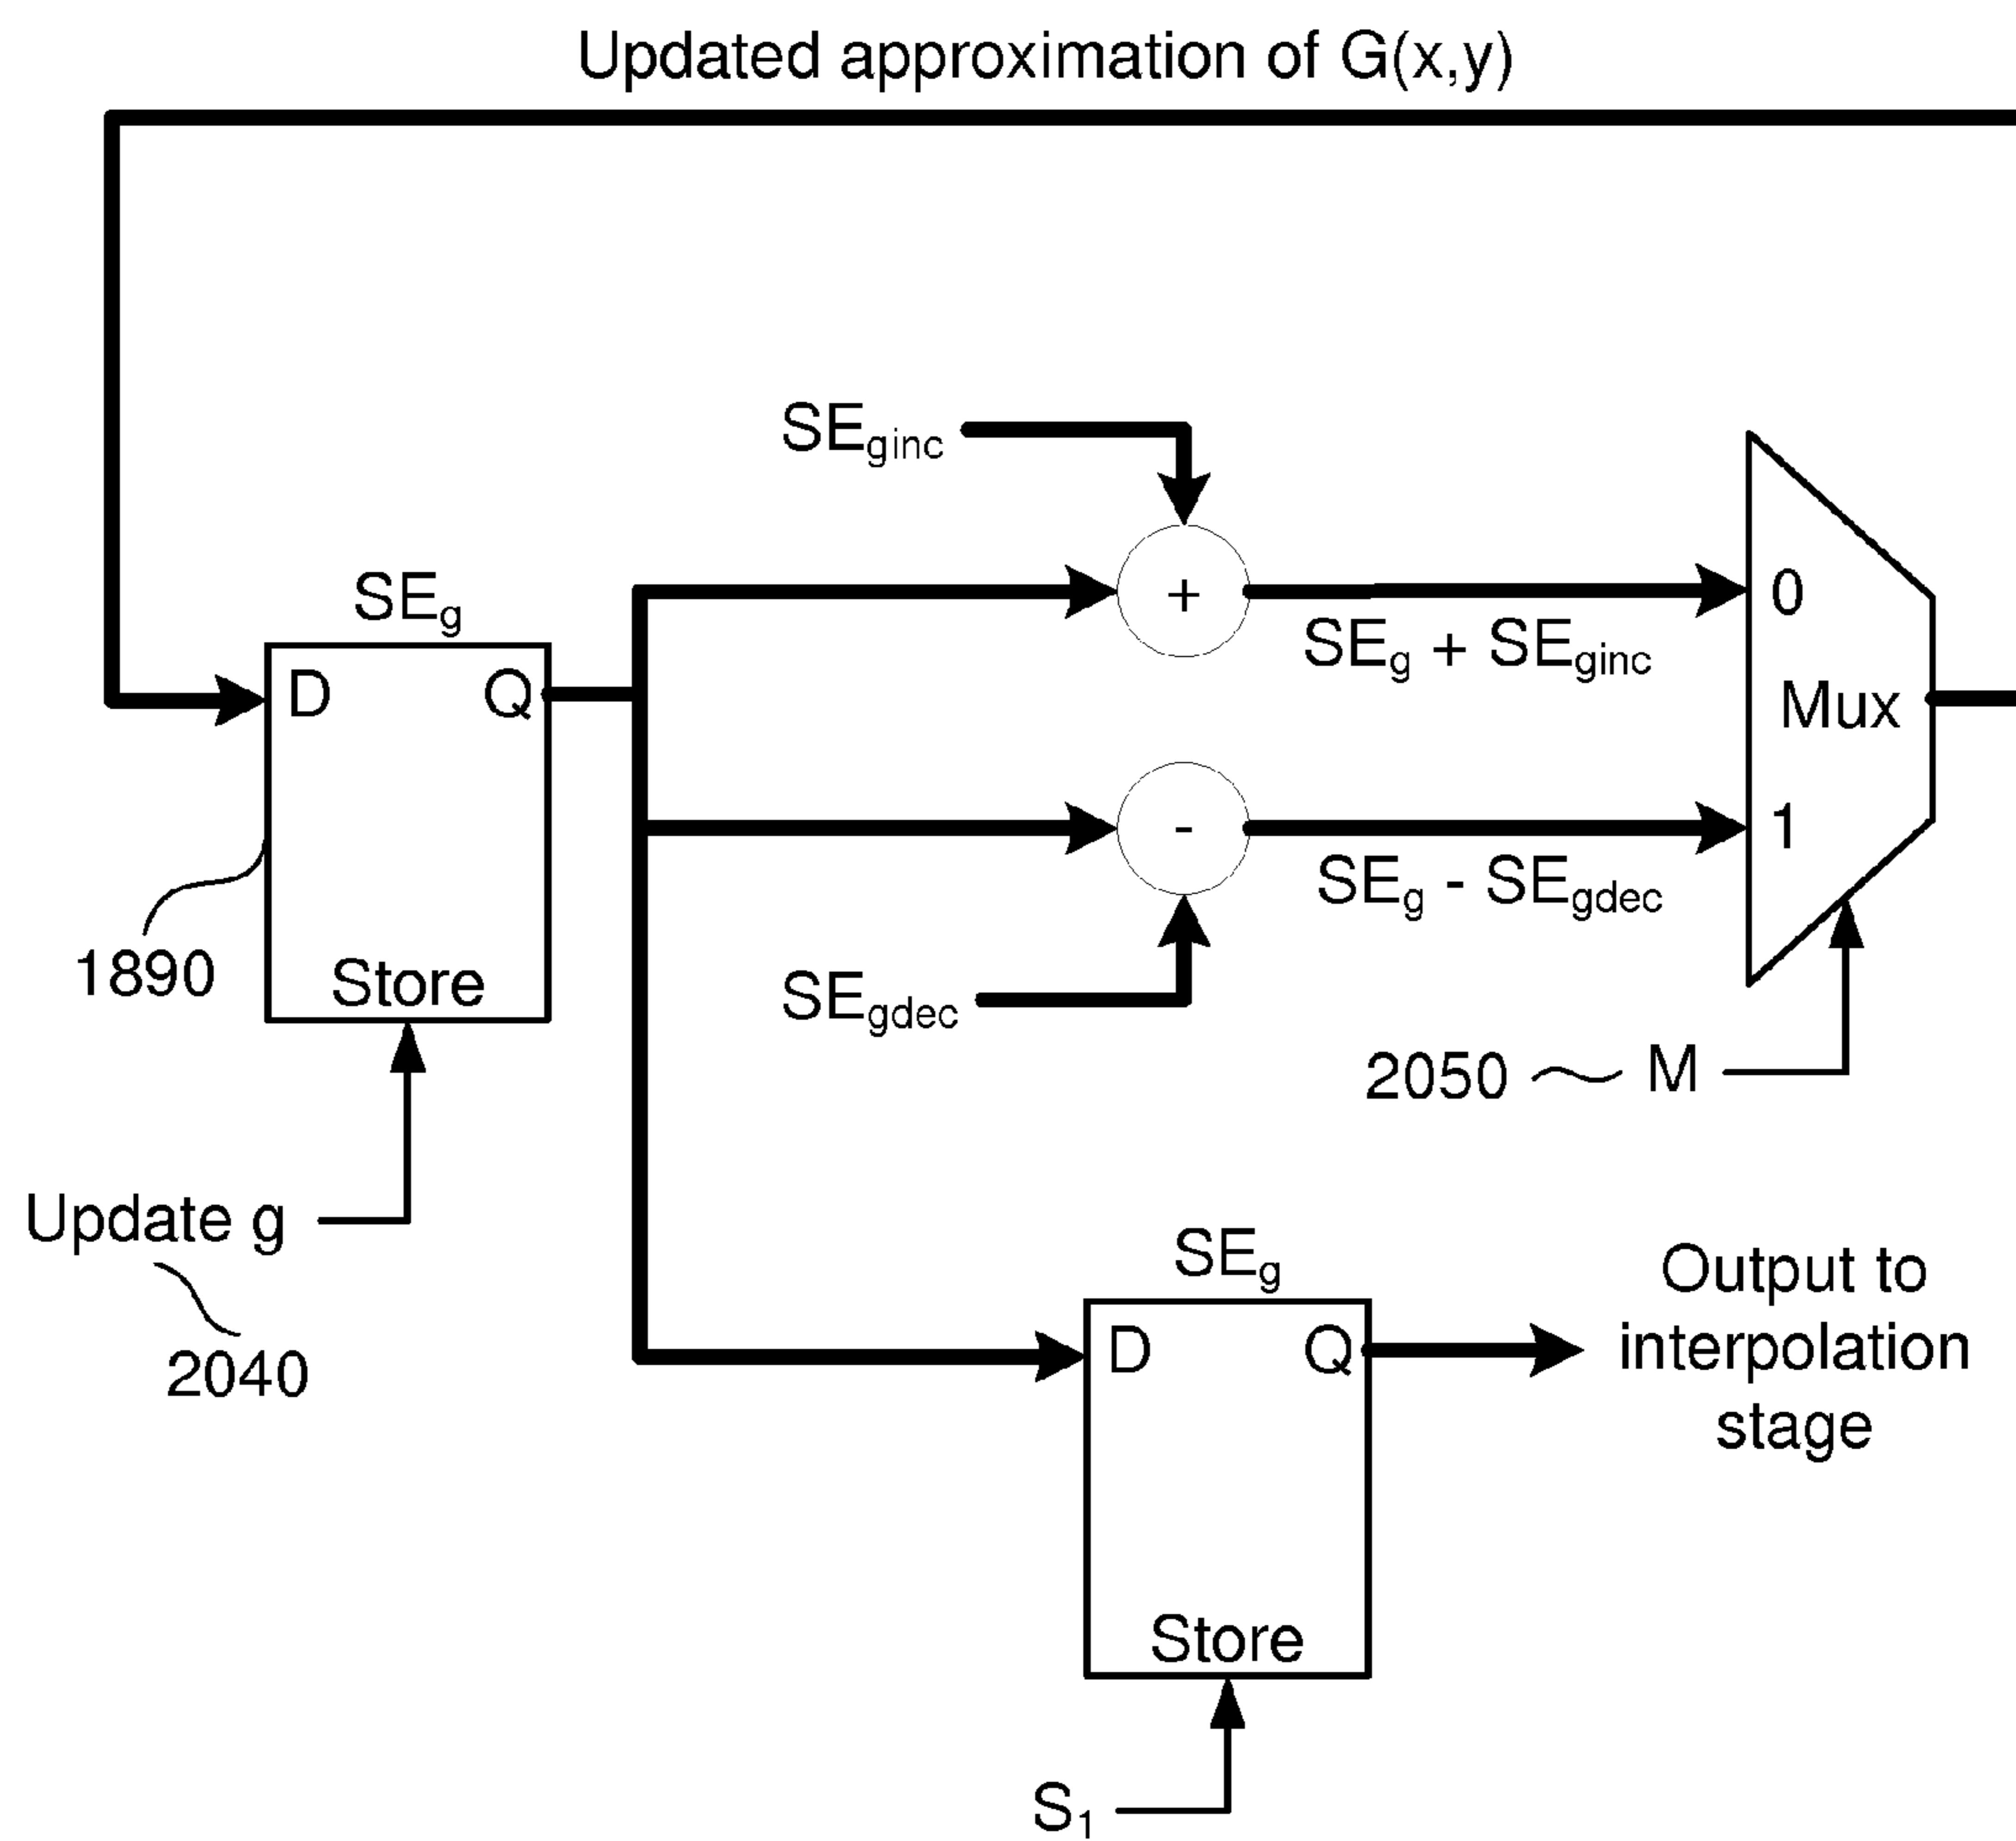 Updated approximation of G(x,y)
SEginc
SEg
+
0
SEg + SEginc
D
Q
Mux
-
1
SEg - SEgdec
1890
Store
SEgdec
2050
M
Update g
SEg
Output to
interpolation
stage
D
Q
2040
Store
S1